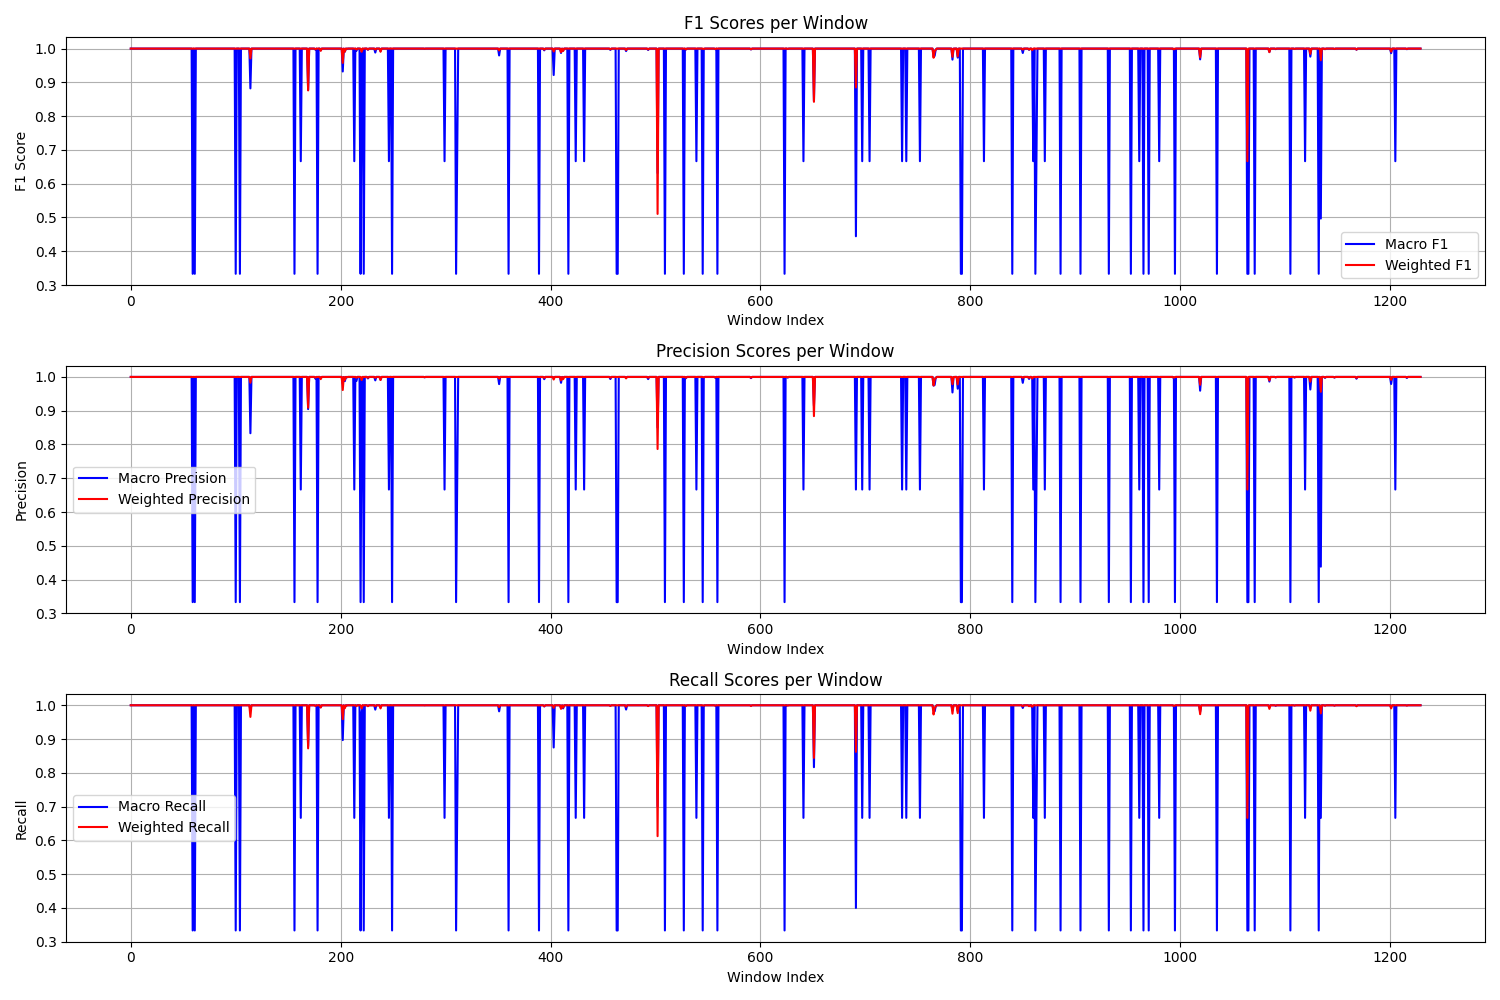 F1 Scores per Window
1.0
0.9
0.8
0.7
0.6
0.5
0.4
0.3
F1 Score
Macro F1
Weighted F1
0 200 400 600 800 1000 1200
Window Index
Precision Scores per Window
1.0
0.9
0.8
0.7
0.6
0.5
0.4
0.3
Precision
Macro Precision
Weighted Precision
0 200 400 600 800 1000 1200
Window Index
Recall Scores per Window
1.0
0.9
0.8
0.7
0.6
0.5
0.4
0.3
Recall
Macro Recall
Weighted Recall
0 200 400 600 800 1000 1200
Window Index